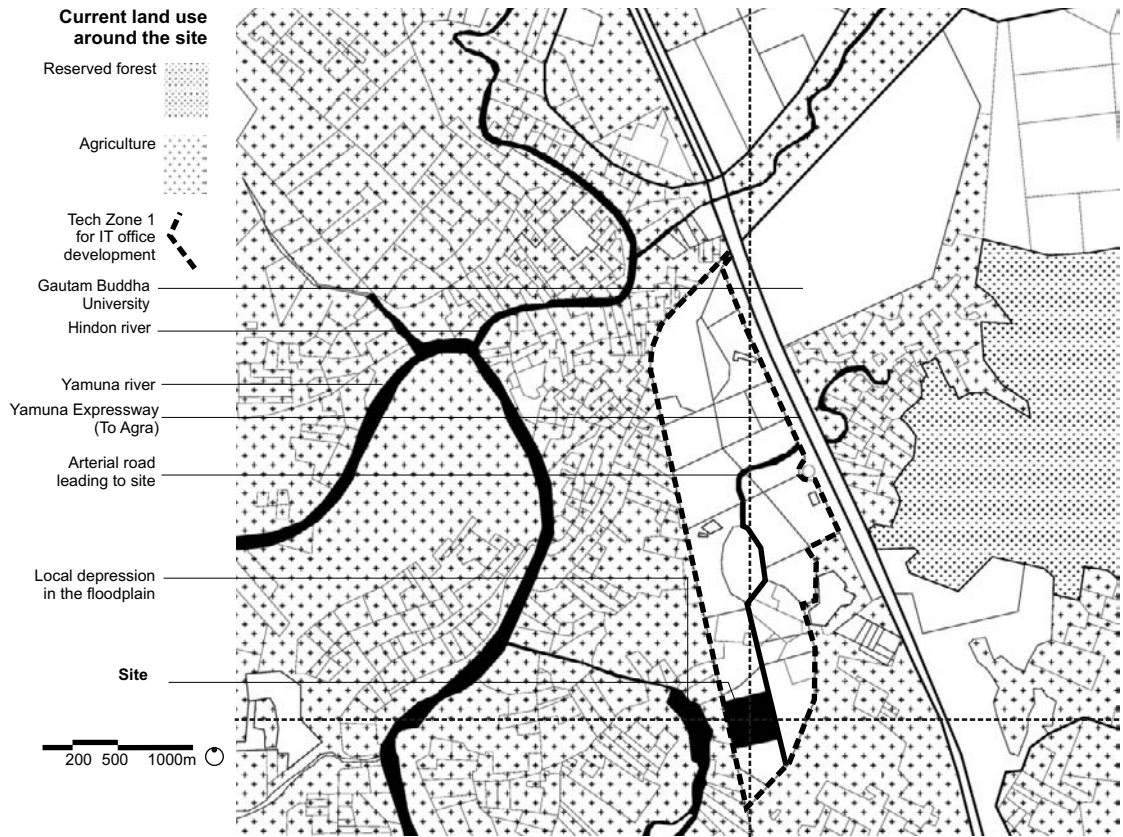 Current land use
around the site
Reserved forest
Agriculture
Tech Zone 1
for IT office
development
Gautam Buddha
University
Hindon river
Yamuna river
Yamuna Expressway
(To Agra)
Arterial road
leading to site
Local depression
in the floodplain
Site
200 500 1000m